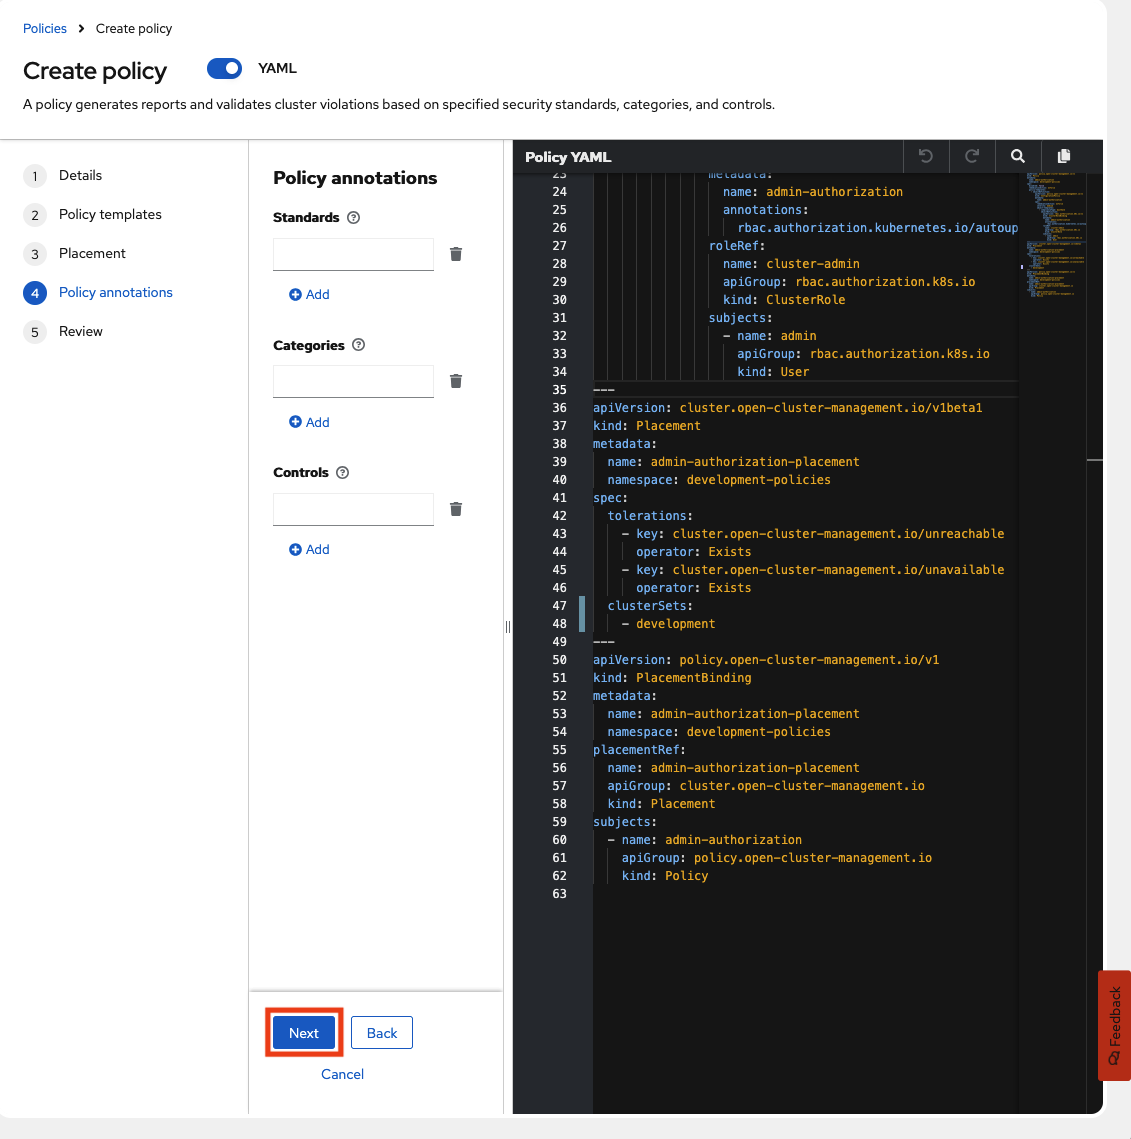 Policies > Create policy
Create policy YAML
A policy generates reports and validates cluster violations based on specified security standards, categories, and controls.
1 Details
2 Policy templates
3 Placement
4 Policy annotations
5 Review
Policy annotations
Standards
Add
Categories
Add
Controls
Add
Next Back
Cancel
Policy YAML
23 metadata:
24 name: admin-authorization
25 annotations:
26 rbac.authorization.kubernetes.io/autoup
27 roleRef:
28 name: cluster-admin
29 apiGroup: rbac.authorization.k8s.io
30 kind: ClusterRole
31 subjects:
32 - name: admin
33 apiGroup: rbac.authorization.k8s.io
34 kind: User
35 ---
36 apiVersion: cluster.open-cluster-management.io/v1beta1
37 kind: Placement
38 metadata:
39 name: admin-authorization-placement
40 namespace: development-policies
41 spec:
42 tolerations:
43 - key: cluster.open-cluster-management.io/unreachable
44 operator: Exists
45 - key: cluster.open-cluster-management.io/unavailable
46 operator: Exists
47 clusterSets:
48 - development
49 ---
50 apiVersion: policy.open-cluster-management.io/v1
51 kind: PlacementBinding
52 metadata:
53 name: admin-authorization-placement
54 namespace: development-policies
55 placementRef:
56 name: admin-authorization-placement
57 apiGroup: cluster.open-cluster-management.io
58 kind: Placement
59 subjects:
60 - name: admin-authorization
61 apiGroup: policy.open-cluster-management.io
62 kind: Policy
63
Feedback